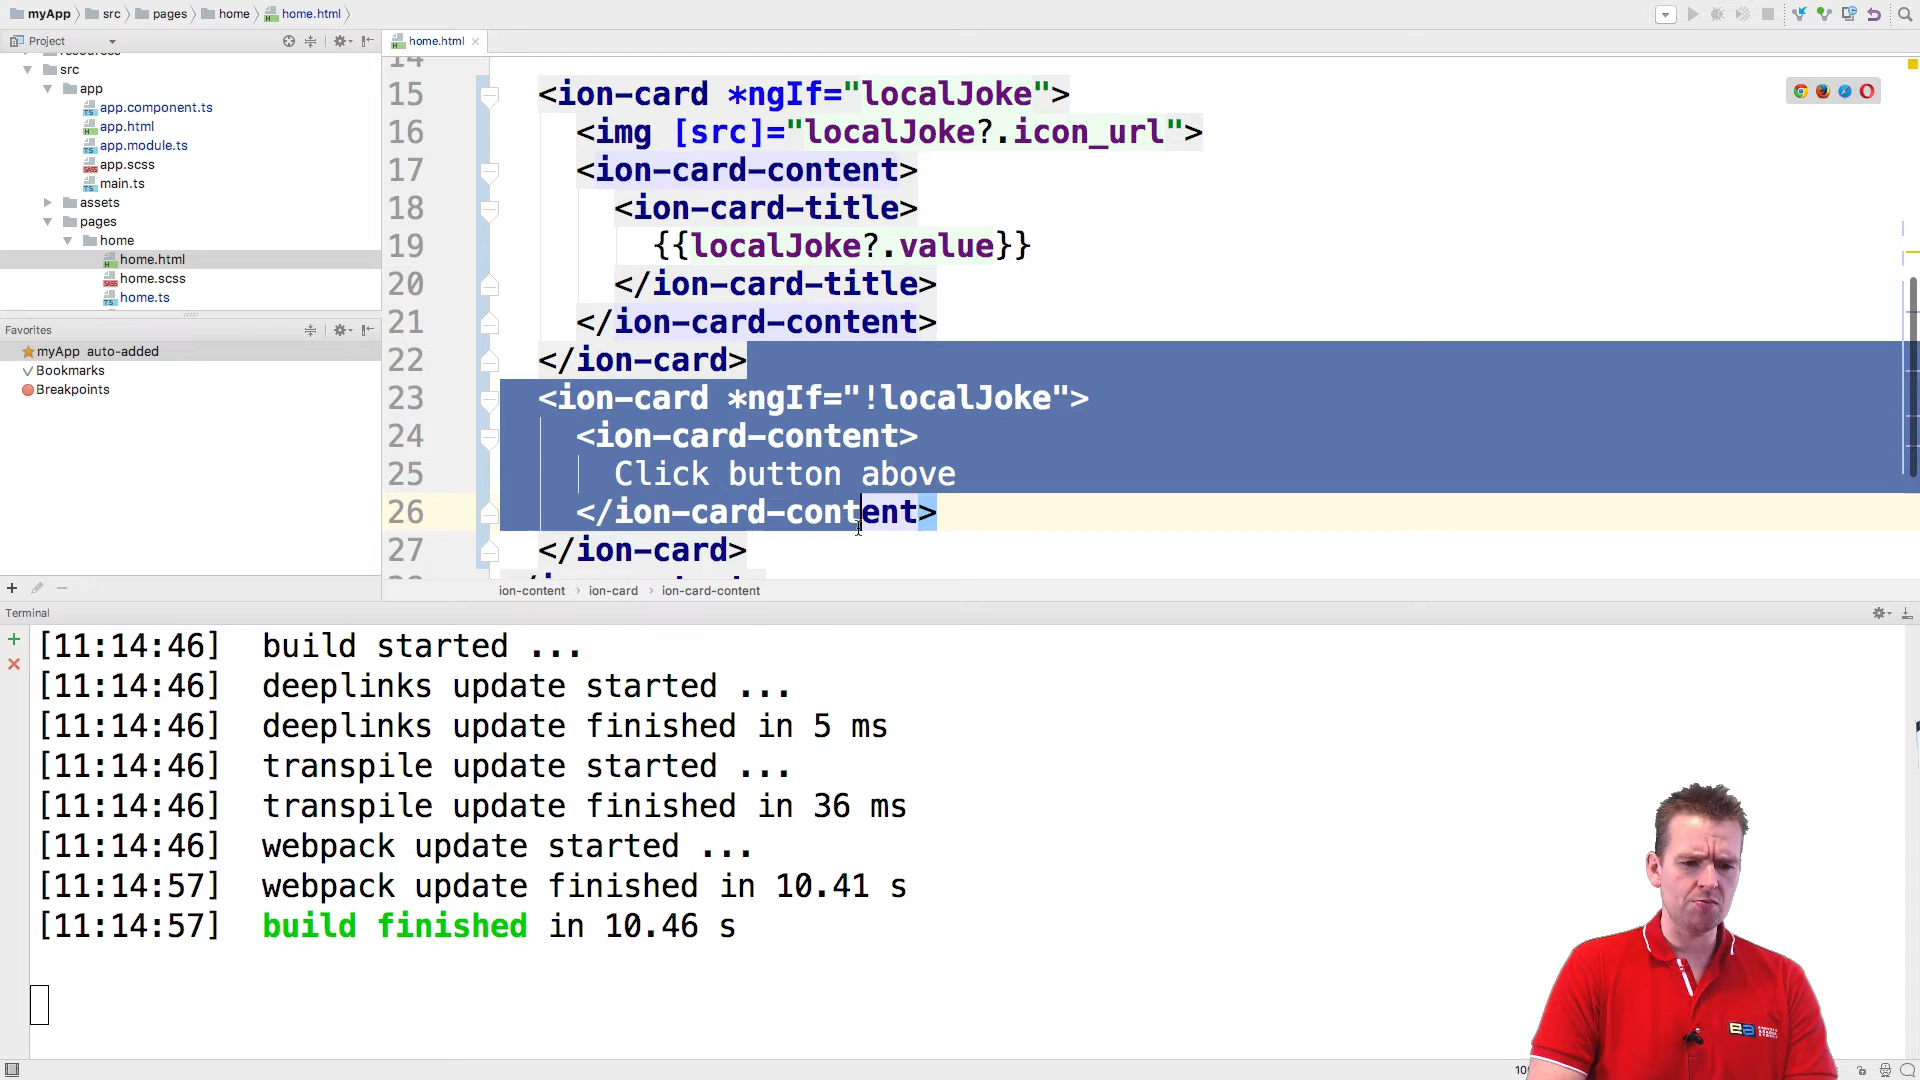 myApp src pages home home.html
Project
home.html
src
app
app.component.ts
app.html
app.module.ts
app.scss
main.ts
assets
pages
home
home.html
home.scss
home.ts
Favorites
myApp auto-added
Bookmarks
Breakpoints
14
15 <ion-card *ngIf="localJoke">
16 <img [src]="localJoke?.icon_url">
17 <ion-card-content>
18 <ion-card-title>
19 {{localJoke?.value}}
20 </ion-card-title>
21 </ion-card-content>
22 </ion-card>
23 <ion-card *ngIf="!localJoke">
24 <ion-card-content>
25 Click button above
26 </ion-card-content>
27 </ion-card>
ion-content › ion-card › ion-card-content
Terminal
[11:14:46] build started ...
[11:14:46] deeplinks update started ...
[11:14:46] deeplinks update finished in 5 ms
[11:14:46] transpile update started ...
[11:14:46] transpile update finished in 36 ms
[11:14:46] webpack update started ...
[11:14:57] webpack update finished in 10.41 s
[11:14:57] build finished in 10.46 s